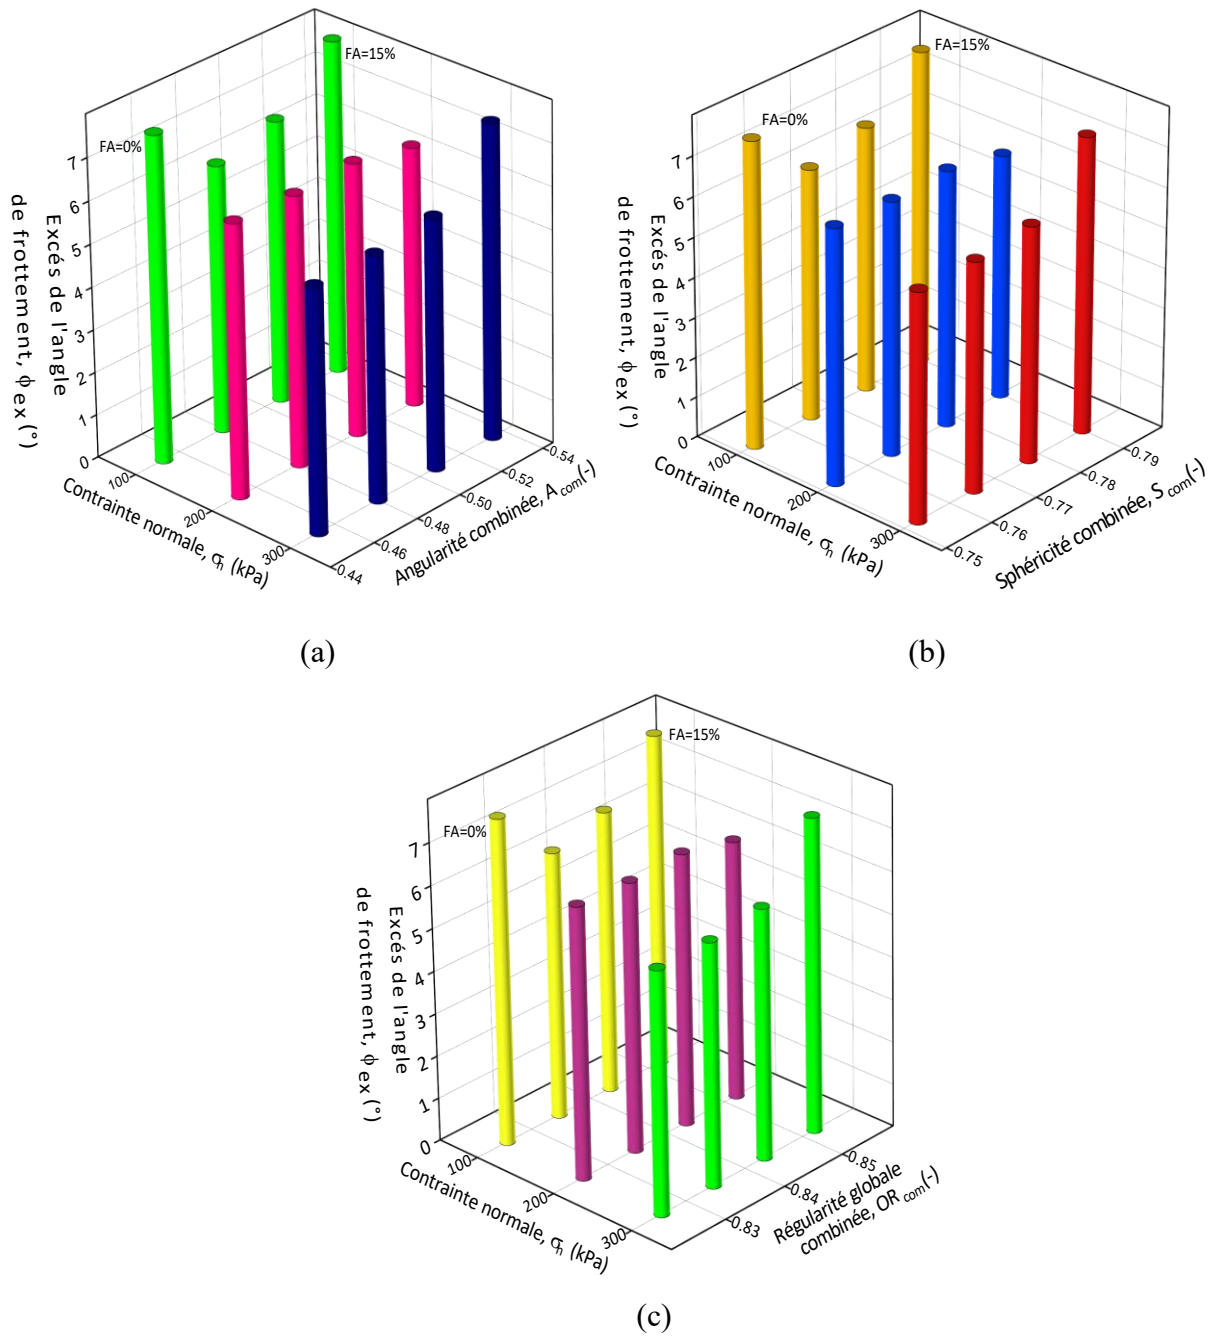 FA=15%
FA=0%
7
6
5
4
3
2
1
0
Excés de l'angle
de frottement, ϕ ex (°)
100
200
300
Contrainte normale, σn (kPa)
0.44
0.46
0.48
0.50
0.52
0.54
Angularité combinée, A com(-)
(a)
FA=15%
FA=0%
7
6
5
4
3
2
1
0
Excés de l'angle
de frottement, ϕ ex (°)
100
200
300
Contrainte normale, σn (kPa)
0.75
0.76
0.77
0.78
0.79
Sphéricité combinée, S com(-)
(b)
FA=15%
FA=0%
7
6
5
4
3
2
1
0
Excés de l'angle
de frottement, ϕ ex (°)
100
200
300
Contrainte normale, σn (kPa)
0.83
0.84
0.85
Régularité globale
combinée, OR com(-)
(c)